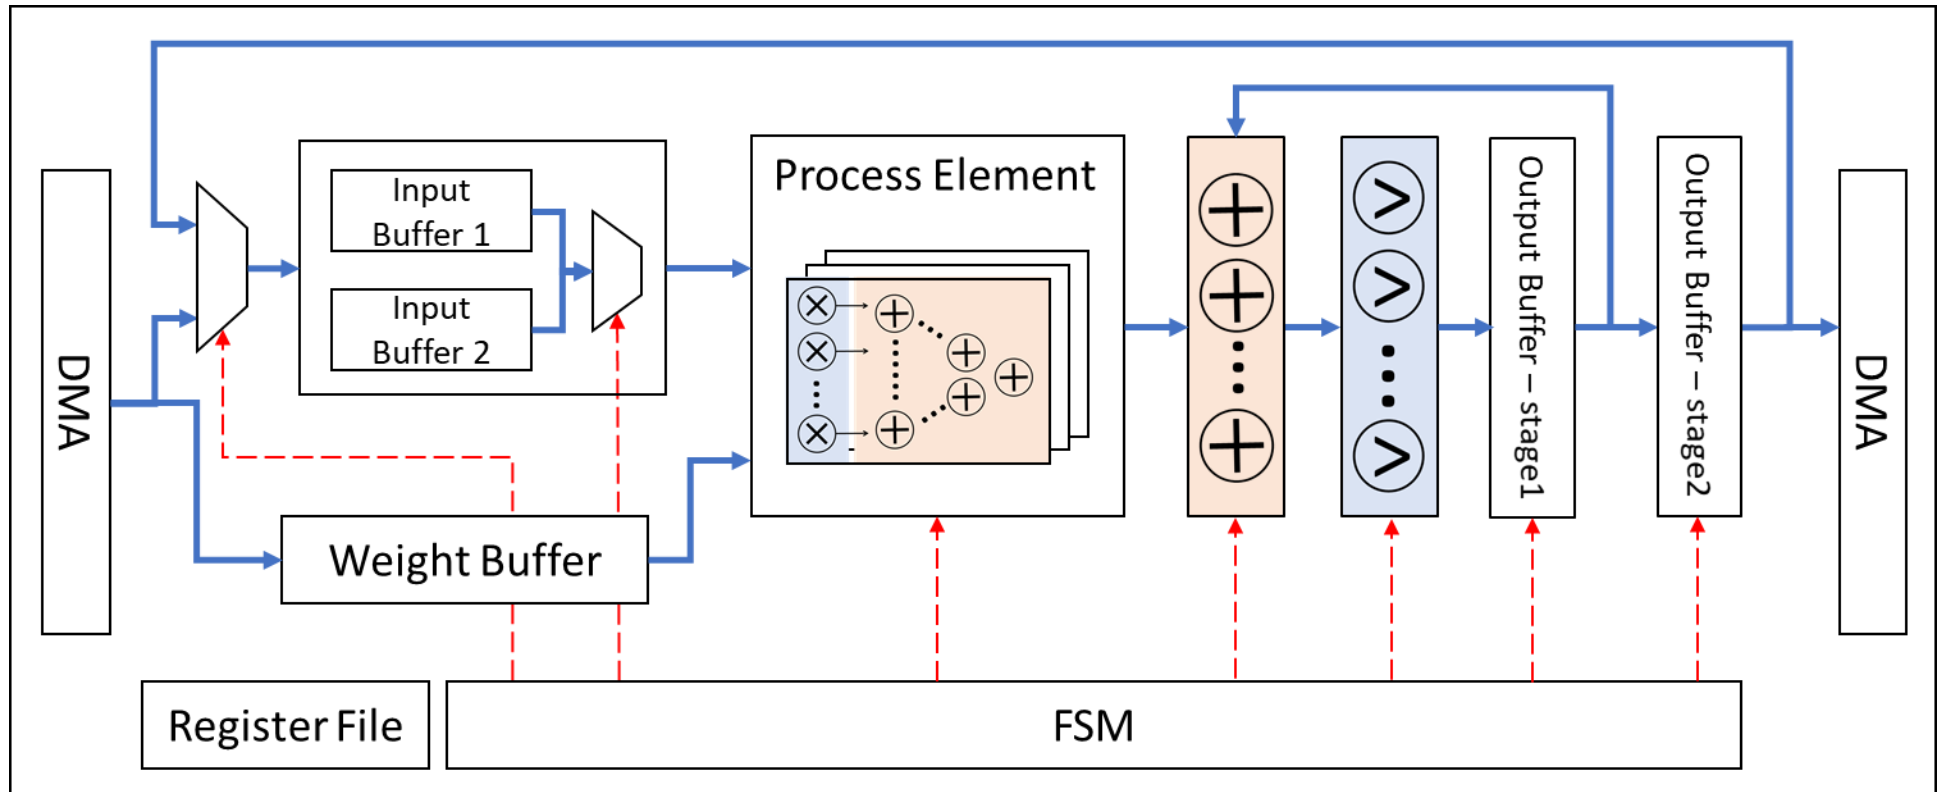 DMA
Input
Buffer 1
Input
Buffer 2
Weight Buffer
Process Element
Output Buffer – stage1
Output Buffer – stage2
DMA
Register File
FSM